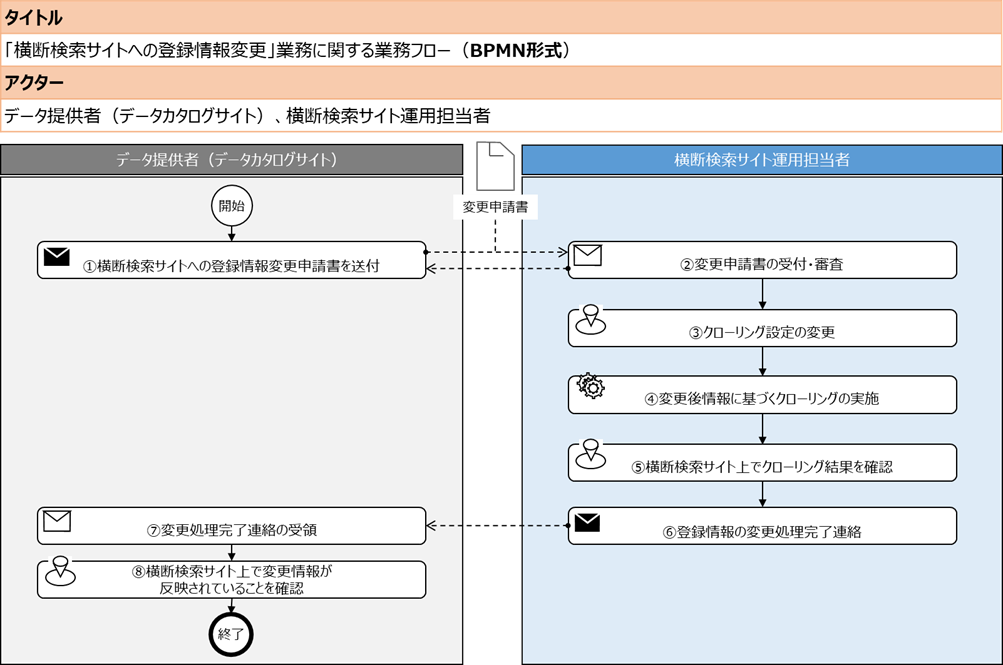 タイトル
「横断検索サイトへの登録情報変更」業務に関する業務フロー（BPMN形式）
アクター
データ提供者（データカタログサイト）、横断検索サイト運用担当者
データ提供者（データカタログサイト）
横断検索サイト運用担当者
変更申請書
開始
①横断検索サイトへの登録情報変更申請書を送付
②変更申請書の受付・審査
③クローリング設定の変更
④変更後情報に基づくクローリングの実施
⑤横断検索サイト上でクローリング結果を確認
⑥登録情報の変更処理完了連絡
⑦変更処理完了連絡の受領
⑧横断検索サイト上で変更情報が
反映されていることを確認
終了